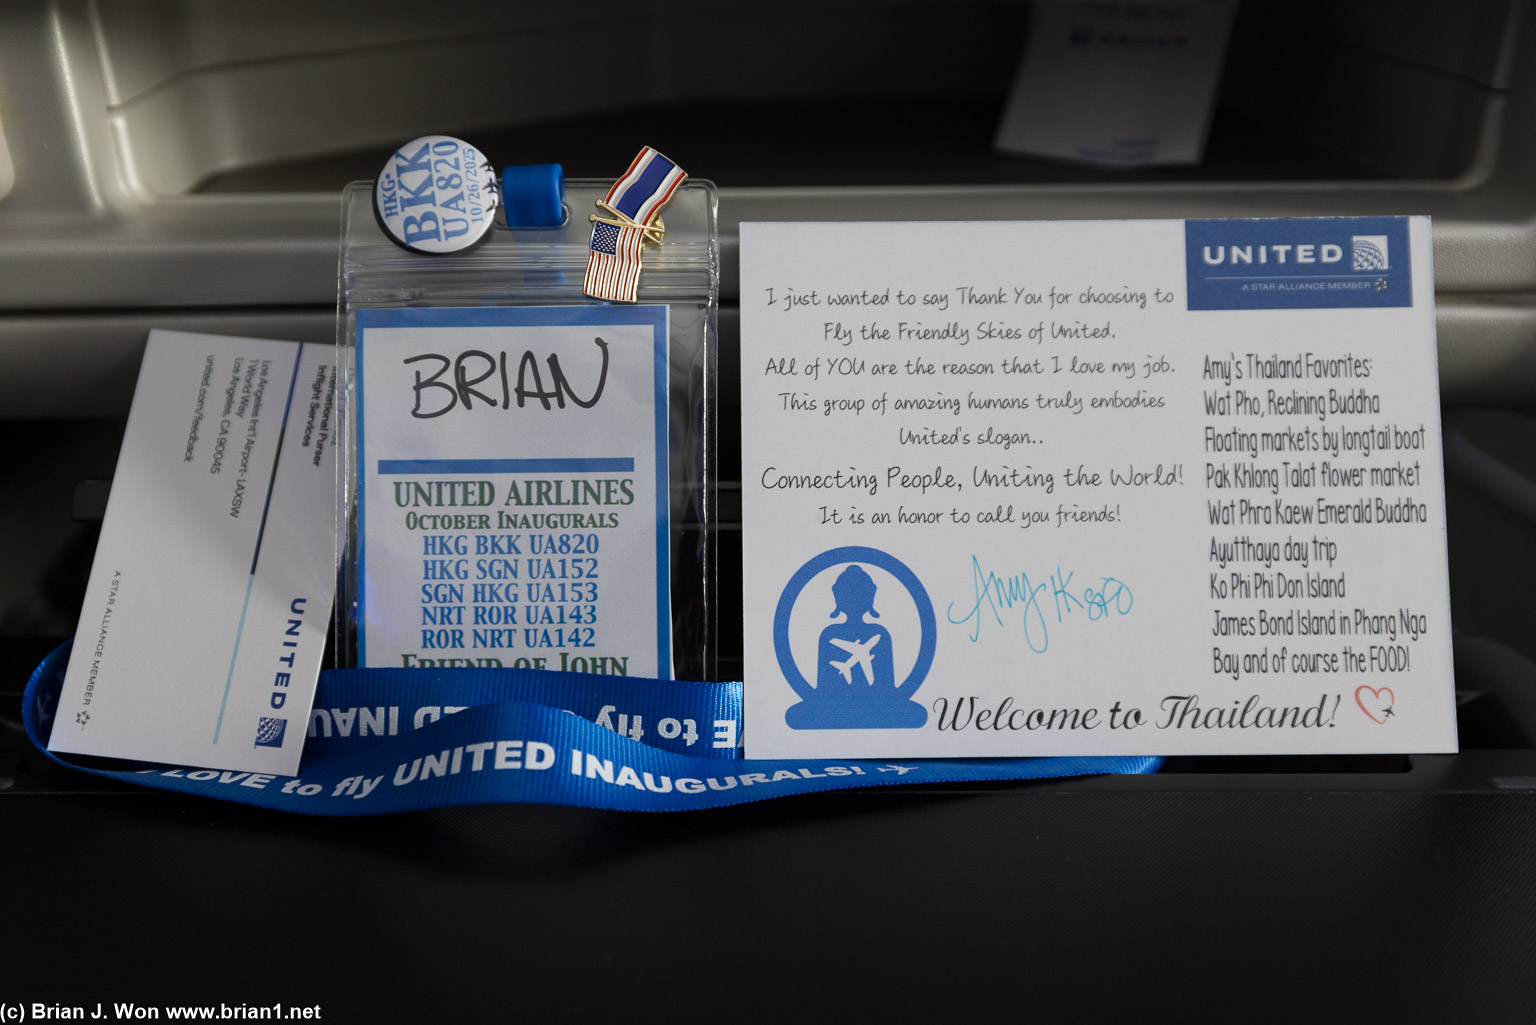 HKG-
BKK
UA820
10/26/2025
BRIAN
UNITED AIRLINES
OCTOBER INAUGURALS
HKG BKK UA820
HKG SGN UA152
SGN HKG UA153
NRT ROR UA143
ROR NRT UA142
FRIEND OF JOHN
International Purser
Inflight Services
Los Angeles Int'l Airport- LAXSW
1 World Way
Los Angeles, CA 90045
united.com/feedback
UNITED
A STAR ALLIANCE MEMBER
to fly
LOVE to fly UNITED INAUGURALS!
UNITED
A STAR ALLIANCE MEMBER
I just wanted to say Thank You for choosing to
Fly the Friendly Skies of United.
All of YOU are the reason that I love my job.
This group of amazing humans truly embodies
United's slogan..
Connecting People, Uniting the World!
It is an honor to call you friends!
Amy HKSFO
Amy's Thailand Favorites:
Wat Pho, Reclining Buddha
Floating markets by longtail boat
Pak Khlong Talat flower market
Wat Phra Kaew Emerald Buddha
Ayutthaya day trip
Ko Phi Phi Don Island
James Bond Island in Phang Nga
Bay and of course the FOOD!
Welcome to Thailand!
(c) Brian J. Won www.brian1.net